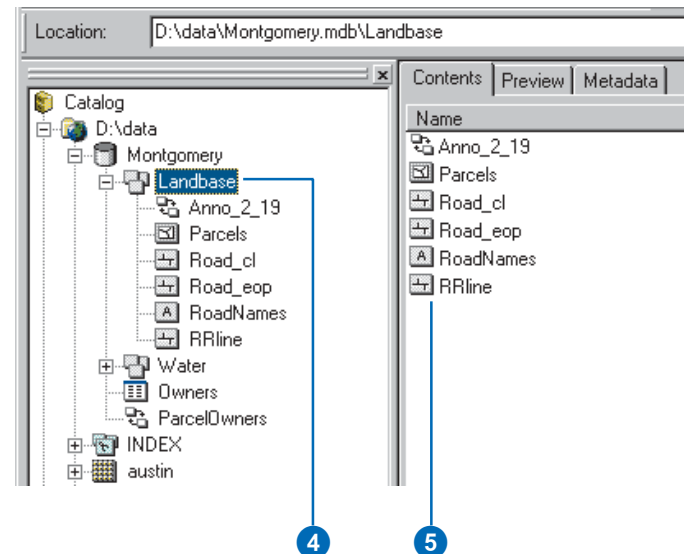 Location: D:\data\Montgomery.mdb\Landbase
Catalog
D:\data
Montgomery
Landbase
Anno_2_19
Parcels
Road_cl
Road_eop
RoadNames
RRline
Water
Owners
ParcelOwners
INDEX
austin
Contents Preview Metadata
Name
Anno_2_19
Parcels
Road_cl
Road_eop
A RoadNames
RRline
4 5